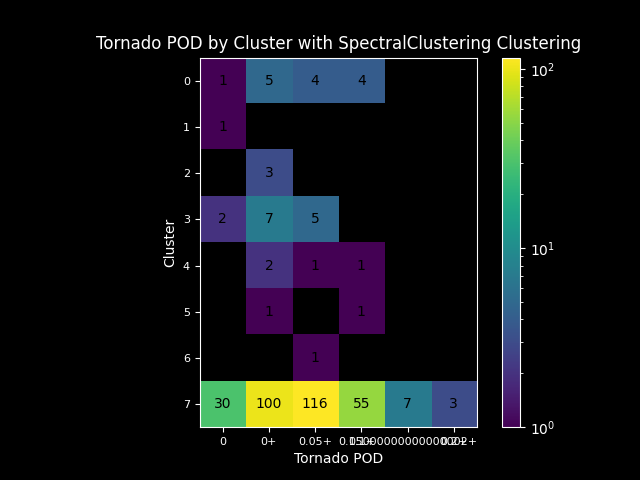 Tornado POD by Cluster with SpectralClustering Clustering
0 1 5 4 4
1 1
2 3
3 2 7 5
4 2 1 1
5 1 1
6 1
7 30 100 116 55 7 3
0 0+ 0.05+
Tornado POD
Cluster
10²
10¹
10⁰